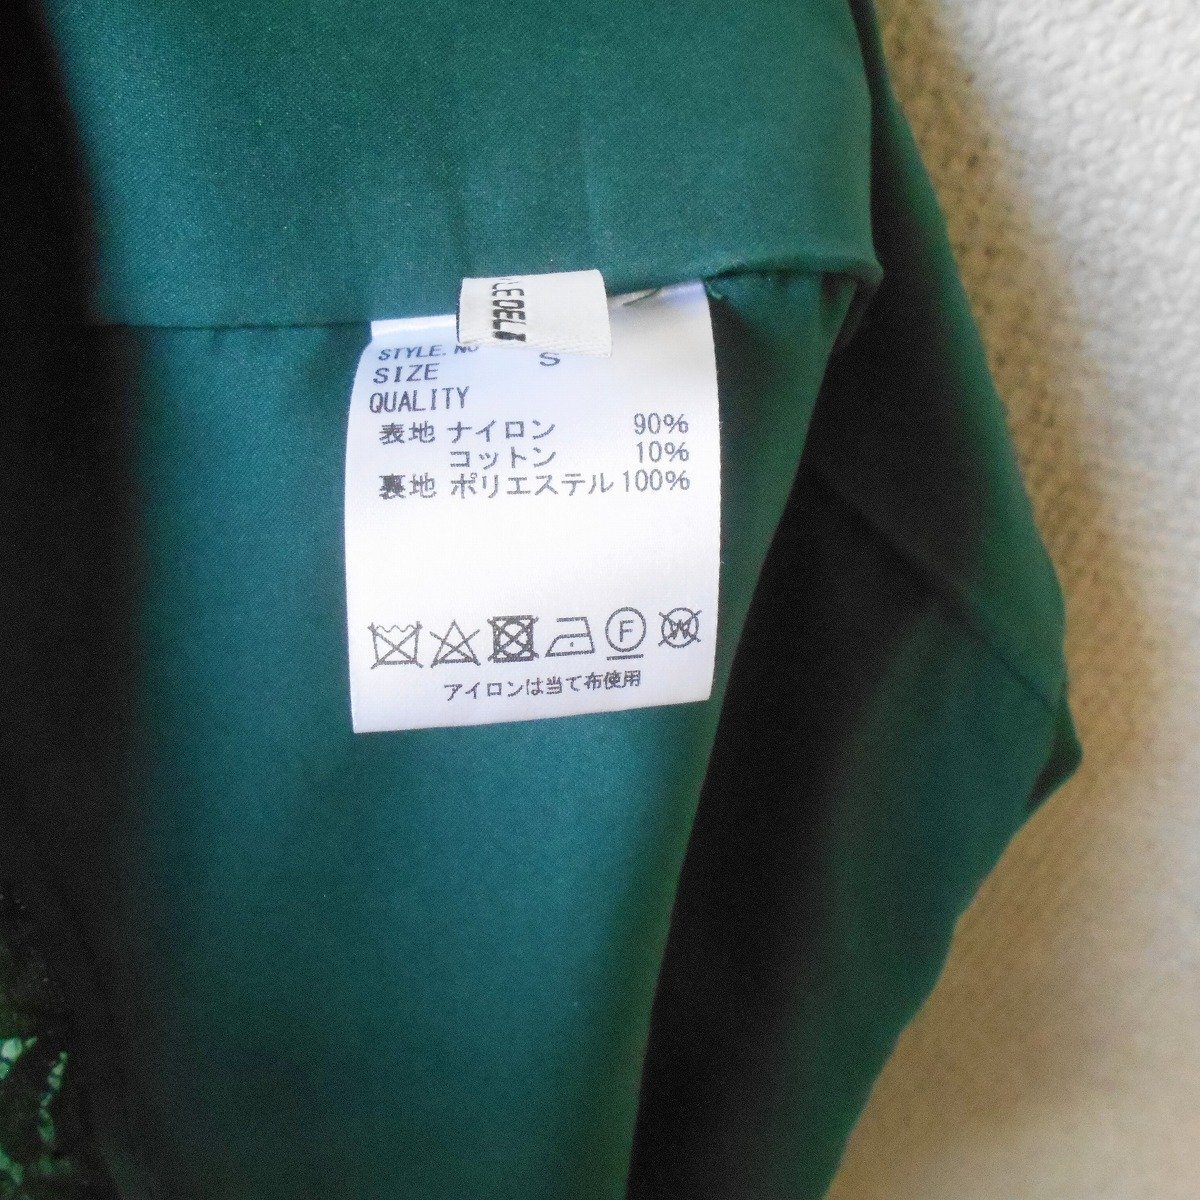 STYLE. NO
SIZE S
QUALITY
表地 ナイロン 90%
コットン 10%
裏地 ポリエステル 100%
F
W
アイロンは当て布使用